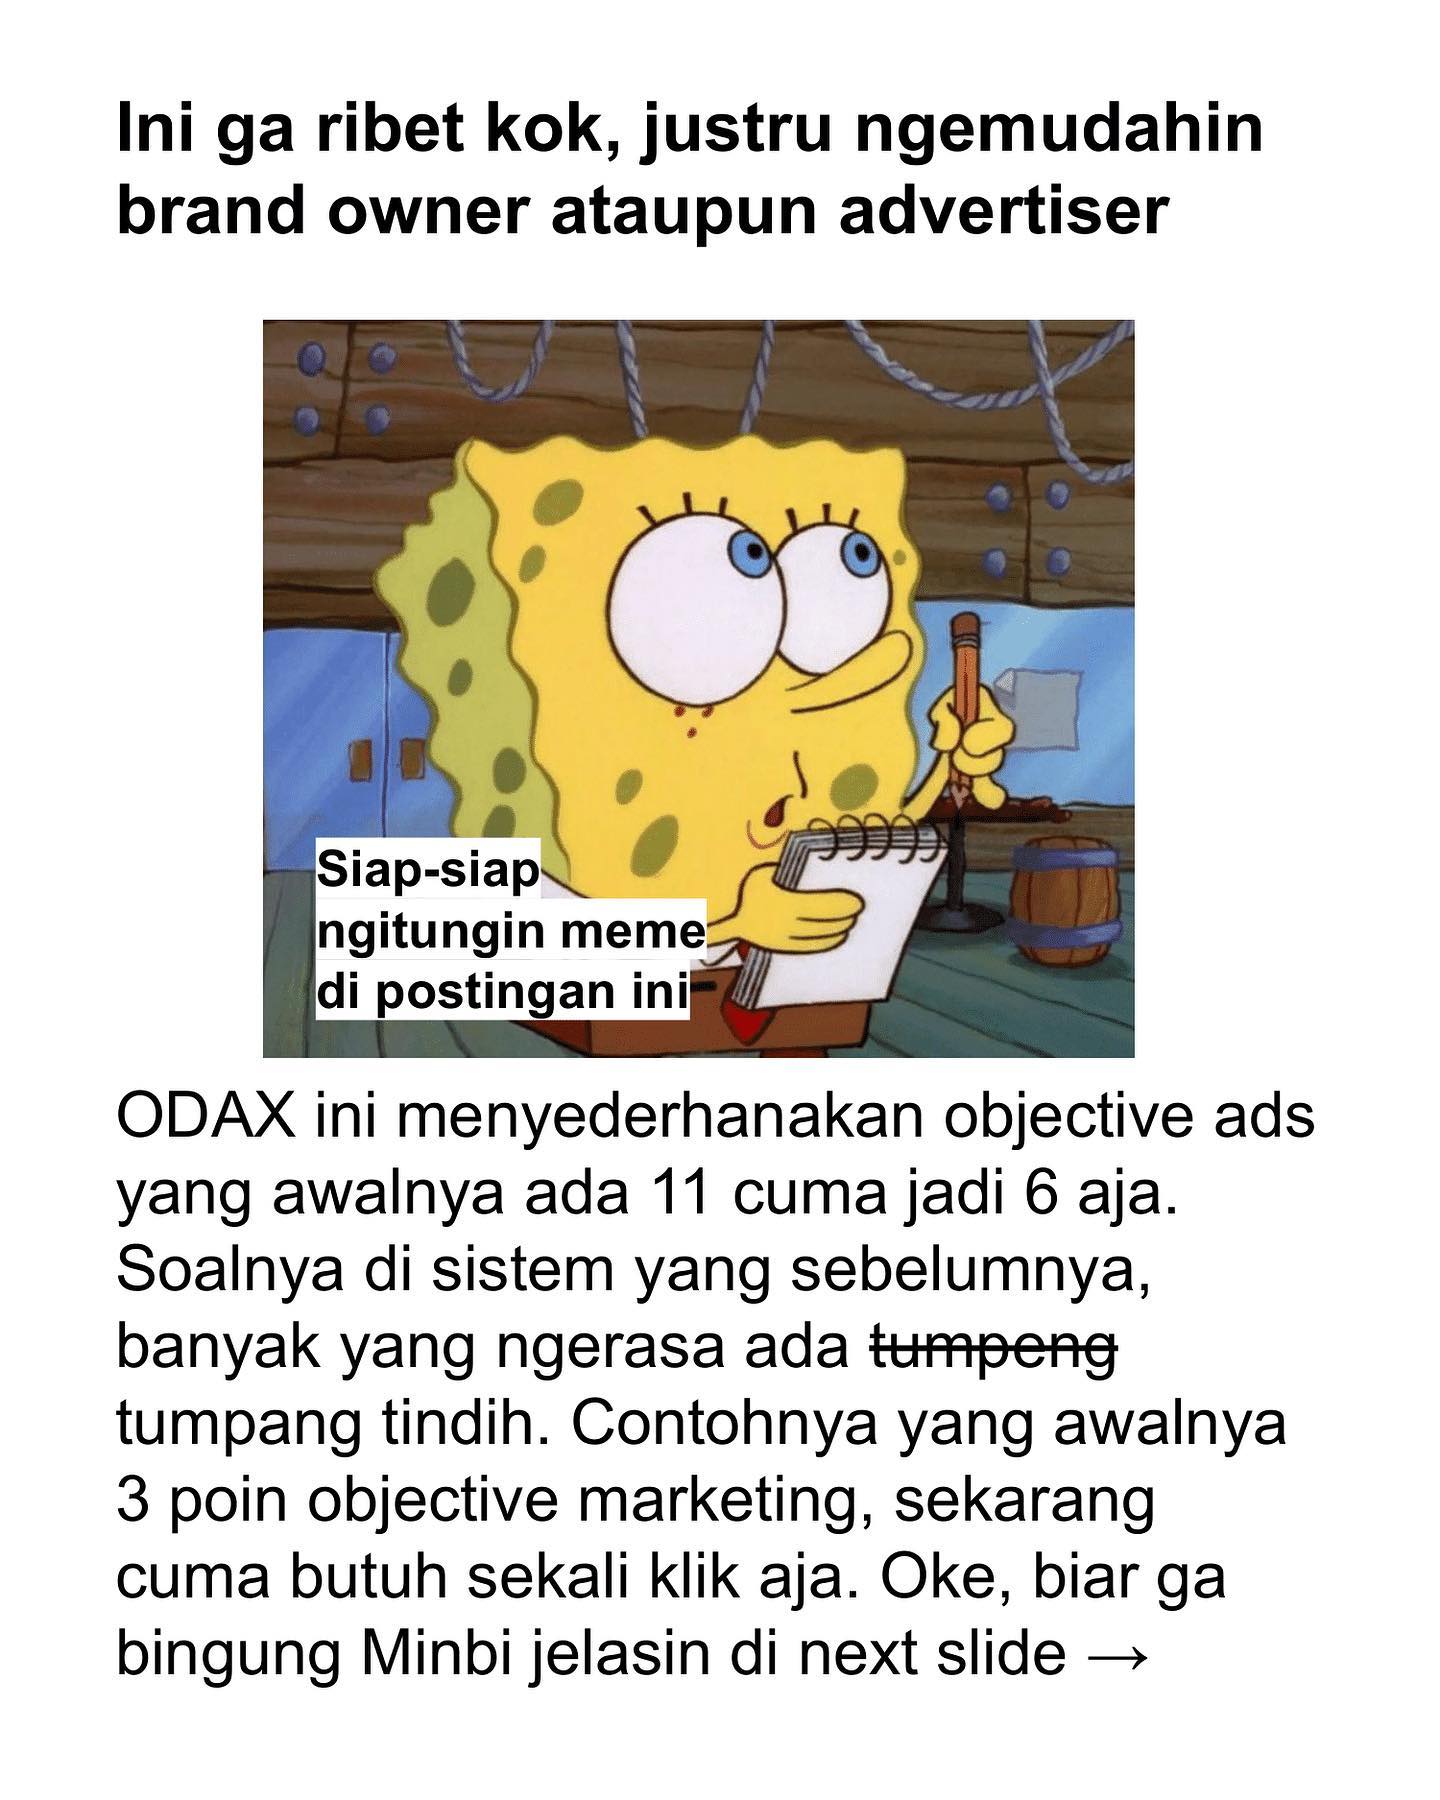 Ini ga ribet kok, justru ngemudahin
brand owner ataupun advertiser
Siap-siap
ngitungin meme
di postingan ini
ODAX ini menyederhanakan objective ads
yang awalnya ada 11 cuma jadi 6 aja.
Soalnya di sistem yang sebelumnya,
banyak yang ngerasa ada tumpeng
tumpang tindih. Contohnya yang awalnya
3 poin objective marketing, sekarang
cuma butuh sekali klik aja. Oke, biar ga
bingung Minbi jelasin di next slide →